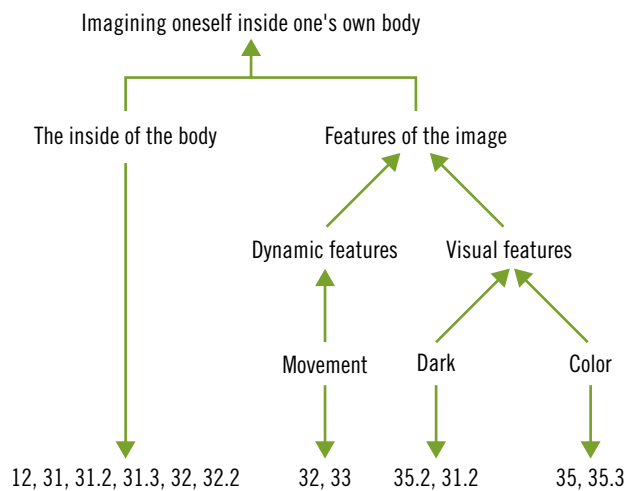 Imagining oneself inside one's own body
The inside of the body
Features of the image
Dynamic features
Visual features
Movement
Dark
Color
12, 31, 31.2, 31.3, 32, 32.2
32, 33
35.2, 31.2
35, 35.3